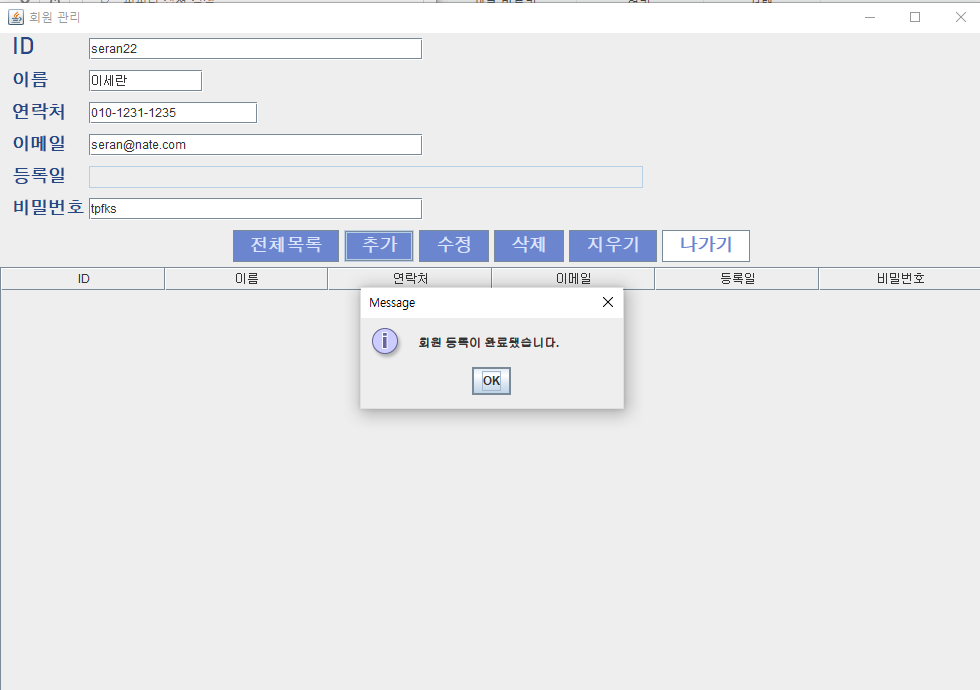 회원 관리
ID seran22
이름 이세란
연락처 010-1231-1235
이메일 seran@nate.com
등록일
비밀번호 tpfks
전체목록 추가 수정 삭제 지우기 나가기
ID 이름 연락처 이메일 등록일 비밀번호
Message
회원 등록이 완료됐습니다.
OK